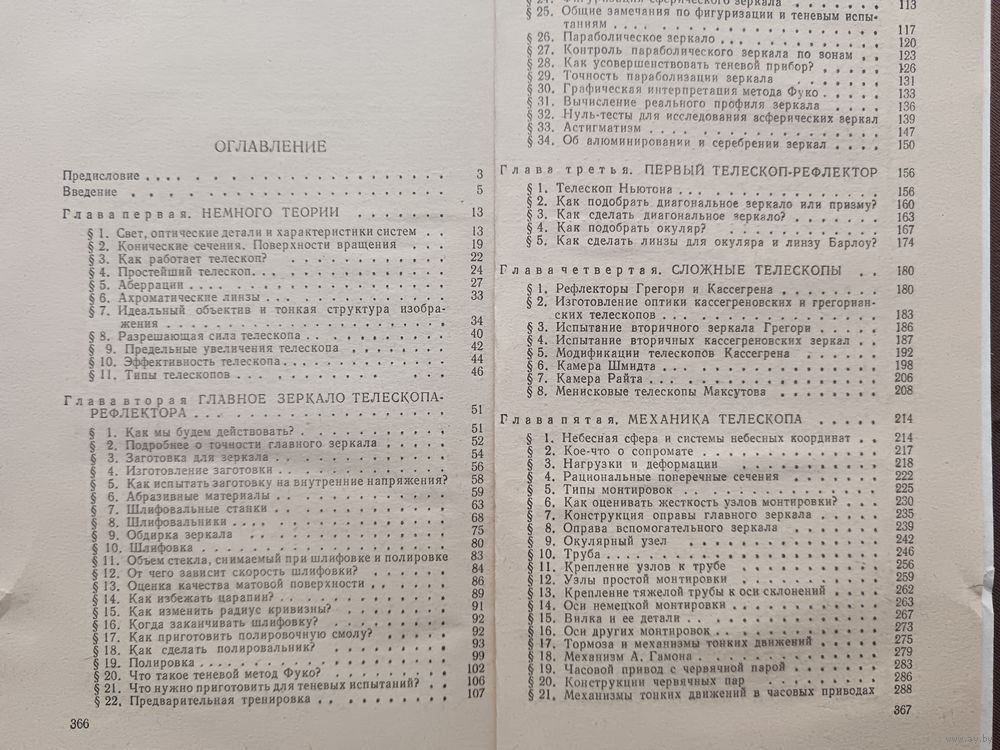 ОГЛАВЛЕНИЕ
Предисловие . . . . . . . . . . . . . . . . . . . . 3
Введение . . . . . . . . . . . . . . . . . . . . 5
Глава первая. НЕМНОГО ТЕОРИИ . . . . . . . 13
§ 1. Свет, оптические детали и характеристики систем . . 13
§ 2. Конические сечения. Поверхности вращения . . . 19
§ 3. Как работает телескоп? . . . . . . . . . . 22
§ 4. Простейший телескоп. . . . . . . . . . . . 24
§ 5. Аберрации . . . . . . . . . . . . . . . . 27
§ 6. Ахроматические линзы . . . . . . . . . . . 33
§ 7. Идеальный объектив и тонкая структура изобра-
жения . . . . . . . . . . . . . . . . . 34
§ 8. Разрешающая сила телескопа . . . . . . . . 40
§ 9. Предельные увеличения телескопа . . . . . . 42
§ 10. Эффективность телескопа . . . . . . . . . . 44
§ 11. Типы телескопов . . . . . . . . . . . . . 46
Глава вторая ГЛАВНОЕ ЗЕРКАЛО ТЕЛЕСКОПА-
РЕФЛЕКТОРА . . . . . . . . . . . . . . . . 51
§ 1. Как мы будем действовать? . . . . . . . . . 51
§ 2. Подробнее о точности главного зеркала . . . . 52
§ 3. Заготовка для зеркала . . . . . . . . . . . 54
§ 4. Изготовление заготовки . . . . . . . . . . 56
§ 5. Как испытать заготовку на внутренние напряжения? 58
§ 6. Абразивные материалы . . . . . . . . . . . 59
§ 7. Шлифовальные станки . . . . . . . . . . . 63
§ 8. Шлифовальники . . . . . . . . . . . . . . 68
§ 9. Обдирка зеркала . . . . . . . . . . . . . 75
§ 10. Шлифовка . . . . . . . . . . . . . . . . 80
§ 11. Объем стекла, снимаемый при шлифовке и полировке 83
§ 12. От чего зависит скорость шлифовки? . . . . . 84
§ 13. Оценка качества матовой поверхности . . . . . 86
§ 14. Как избежать царапин? . . . . . . . . . . . 89
§ 15. Как изменить радиус кривизны? . . . . . . . 91
§ 16. Когда заканчивать шлифовку? . . . . . . . . 92
§ 17. Как приготовить полировочную смолу? . . . . . 92
§ 18. Как сделать полировальник? . . . . . . . . 93
§ 19. Полировка . . . . . . . . . . . . . . . . 99
§ 20. Что такое теневой метод Фуко? . . . . . . . 102
§ 21. Что нужно приготовить для теневых испытаний? . . 106
§ 22. Предварительная тренировка . . . . . . . . 107
366
§ 24. Фигуризация сферического зеркала . . . . . . 113
§ 25. Общие замечания по фигуризации и теневым испы-
таниям . . . . . . . . . . . . . . . . 117
§ 26. Параболическое зеркало . . . . . . . . . . 120
§ 27. Контроль параболического зеркала по зонам . . 123
§ 28. Как усовершенствовать теневой прибор? . . . . 126
§ 29. Точность параболизации зеркала . . . . . . 131
§ 30. Графическая интерпретация метода Фуко . . . . 133
§ 31. Вычисление реального профиля зеркала . . . . 136
§ 32. Нуль-тесты для исследования асферических зеркал 139
§ 33. Астигматизм . . . . . . . . . . . . . . . 147
§ 34. Об алюминировании и серебрении зеркал . . . . 150
Глава третья. ПЕРВЫЙ ТЕЛЕСКОП-РЕФЛЕКТОР 156
§ 1. Телескоп Ньютона . . . . . . . . . . . . . 156
§ 2. Как подобрать диагональное зеркало или призму? 160
§ 3. Как сделать диагональное зеркало? . . . . . . 163
§ 4. Как подобрать окуляр? . . . . . . . . . . 167
§ 5. Как сделать линзы для окуляра и линзу Барлоу? 174
Глава четвертая. СЛОЖНЫЕ ТЕЛЕСКОПЫ . . 180
§ 1. Рефлекторы Грегори и Кассегрена . . . . . . 180
§ 2. Изготовление оптики кассегреновских и грегориан-
ских телескопов . . . . . . . . . . . . . 183
§ 3. Испытание вторичного зеркала Грегори . . . . 186
§ 4. Испытание вторичных кассегреновских зеркал . . 187
§ 5. Модификации телескопов Кассегрена . . . . . 192
§ 6. Камера Шмидта . . . . . . . . . . . . . . 198
§ 7. Камера Райта . . . . . . . . . . . . . . . 206
§ 8. Менисковые телескопы Максутова . . . . . . 208
Глава пятая. МЕХАНИКА ТЕЛЕСКОПА . . . . . 214
§ 1. Небесная сфера и системы небесных координат . . 214
§ 2. Кое-что о сопромате . . . . . . . . . . . . 217
§ 3. Нагрузки и деформации . . . . . . . . . . 218
§ 4. Рациональные поперечные сечения . . . . . . 222
§ 5. Типы монтировок . . . . . . . . . . . . . 225
§ 6. Как оценивать жесткость узлов монтировки? . . . 230
§ 7. Конструкция оправы главного зеркала . . . . . 235
§ 8. Оправа вспомогательного зеркала . . . . . . 239
§ 9. Окулярный узел . . . . . . . . . . . . . 242
§ 10. Труба . . . . . . . . . . . . . . . . . . 246
§ 11. Крепление узлов к трубе . . . . . . . . . . 256
§ 12. Узлы простой монтировки . . . . . . . . . . 259
§ 13. Крепление тяжелой трубы к оси склонений . . . 262
§ 14. Оси немецкой монтировки . . . . . . . . . . 263
§ 15. Вилка и ее детали . . . . . . . . . . . . . 267
§ 16. Оси других монтировок . . . . . . . . . . . 273
§ 17. Тормоза и механизмы тонких движений . . . . 275
§ 18. Механизм А. Гамона . . . . . . . . . . . . 279
§ 19. Часовой привод с червячной парой . . . . . . 283
§ 20. Конструкции червячных пар . . . . . . . . . 286
§ 21. Механизмы тонких движений в часовых приводах 288
367
www.ay.by